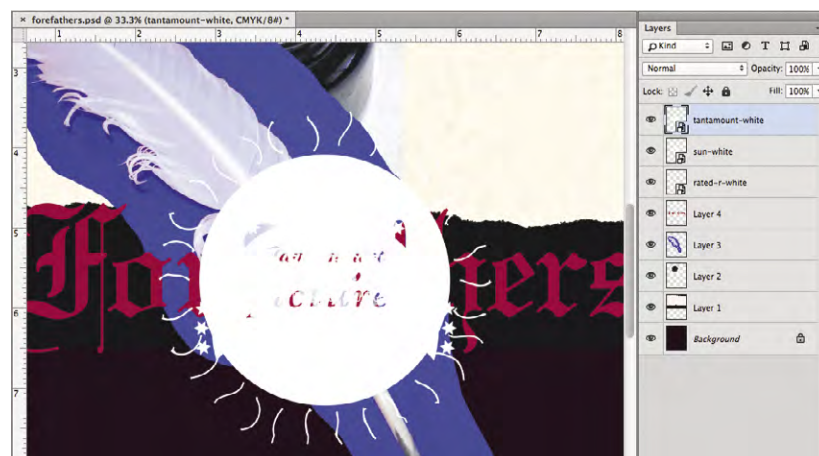 × forefathers.psd @ 33.3% (tantamount-white, CMYK/8#) *
1 2 3 4 5 6 7 8
3
4
5
6
7
Layers
Kind
Normal Opacity: 100%
Lock: Fill: 100%
tantamount-white
sun-white
rated-r-white
Layer 4
Layer 3
Layer 2
Layer 1
Background